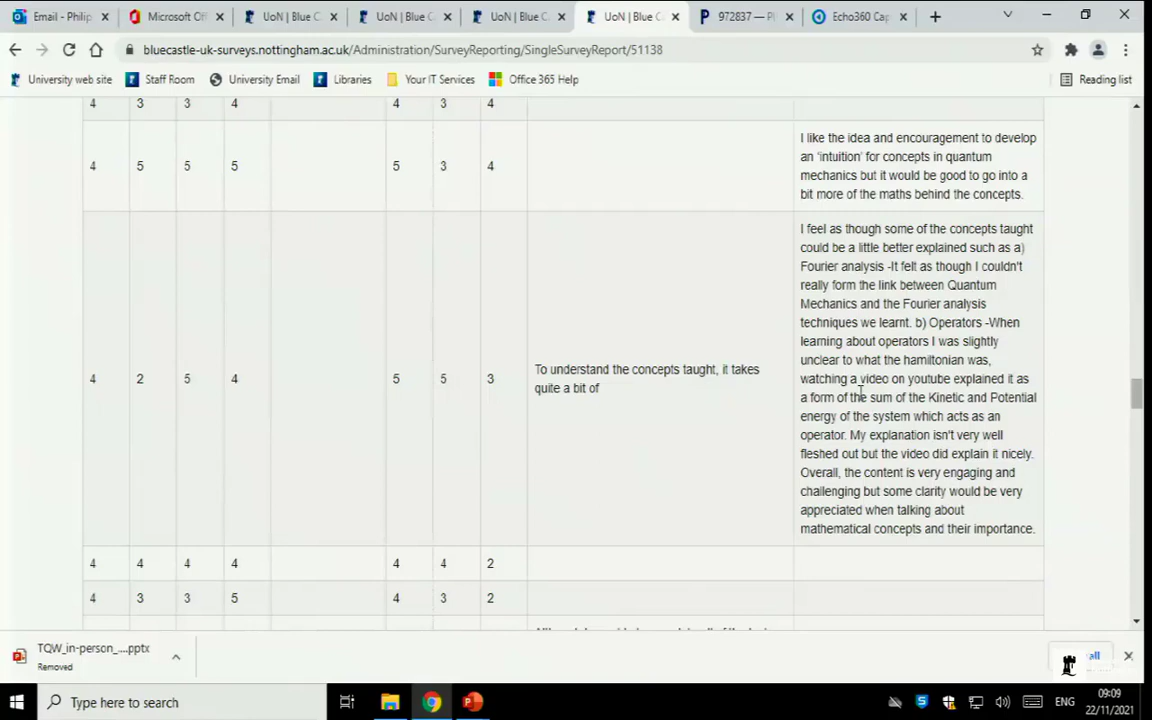 Email - Philip
Microsoft Of
UoN | Blue C
UoN | Blue C
UoN | Blue C
UoN | Blue C
972837 — Pl
Echo360 Cap
bluecastle-uk-surveys.nottingham.ac.uk/Administration/SurveyReporting/SingleSurveyReport/51138
University web site
Staff Room
University Email
Libraries
Your IT Services
Office 365 Help
Reading list
4 3 3 4 4 3 4
4 5 5 5 5 3 4
I like the idea and encouragement to develop
an 'intuition' for concepts in quantum
mechanics but it would be good to go into a
bit more of the maths behind the concepts.
4 2 5 4 5 5 3
To understand the concepts taught, it takes
quite a bit of
I feel as though some of the concepts taught
could be a little better explained such as a)
Fourier analysis -It felt as though I couldn't
really form the link between Quantum
Mechanics and the Fourier analysis
techniques we learnt. b) Operators -When
learning about operators I was slightly
unclear to what the hamiltonian was,
watching a video on youtube explained it as
a form of the sum of the Kinetic and Potential
energy of the system which acts as an
operator. My explanation isn't very well
fleshed out but the video did explain it nicely.
Overall, the content is very engaging and
challenging but some clarity would be very
appreciated when talking about
mathematical concepts and their importance.
4 4 4 4 4 4 2
4 3 3 5 4 3 2
TQW_in-person_....pptx
Removed
all
Type here to search
ENG
09:09
22/11/2021